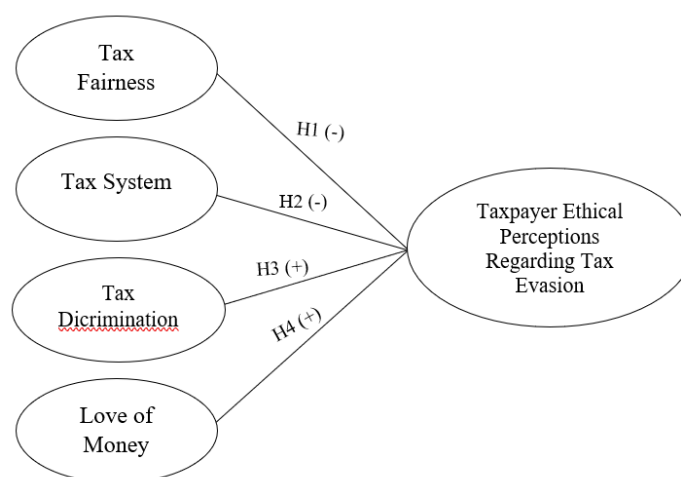 Tax
Fairness
H1 (-)
Tax System
H2 (-)
Taxpayer Ethical
Perceptions
Regarding Tax
Evasion
H3 (+)
Tax
Dicrimination
H4 (+)
Love of
Money